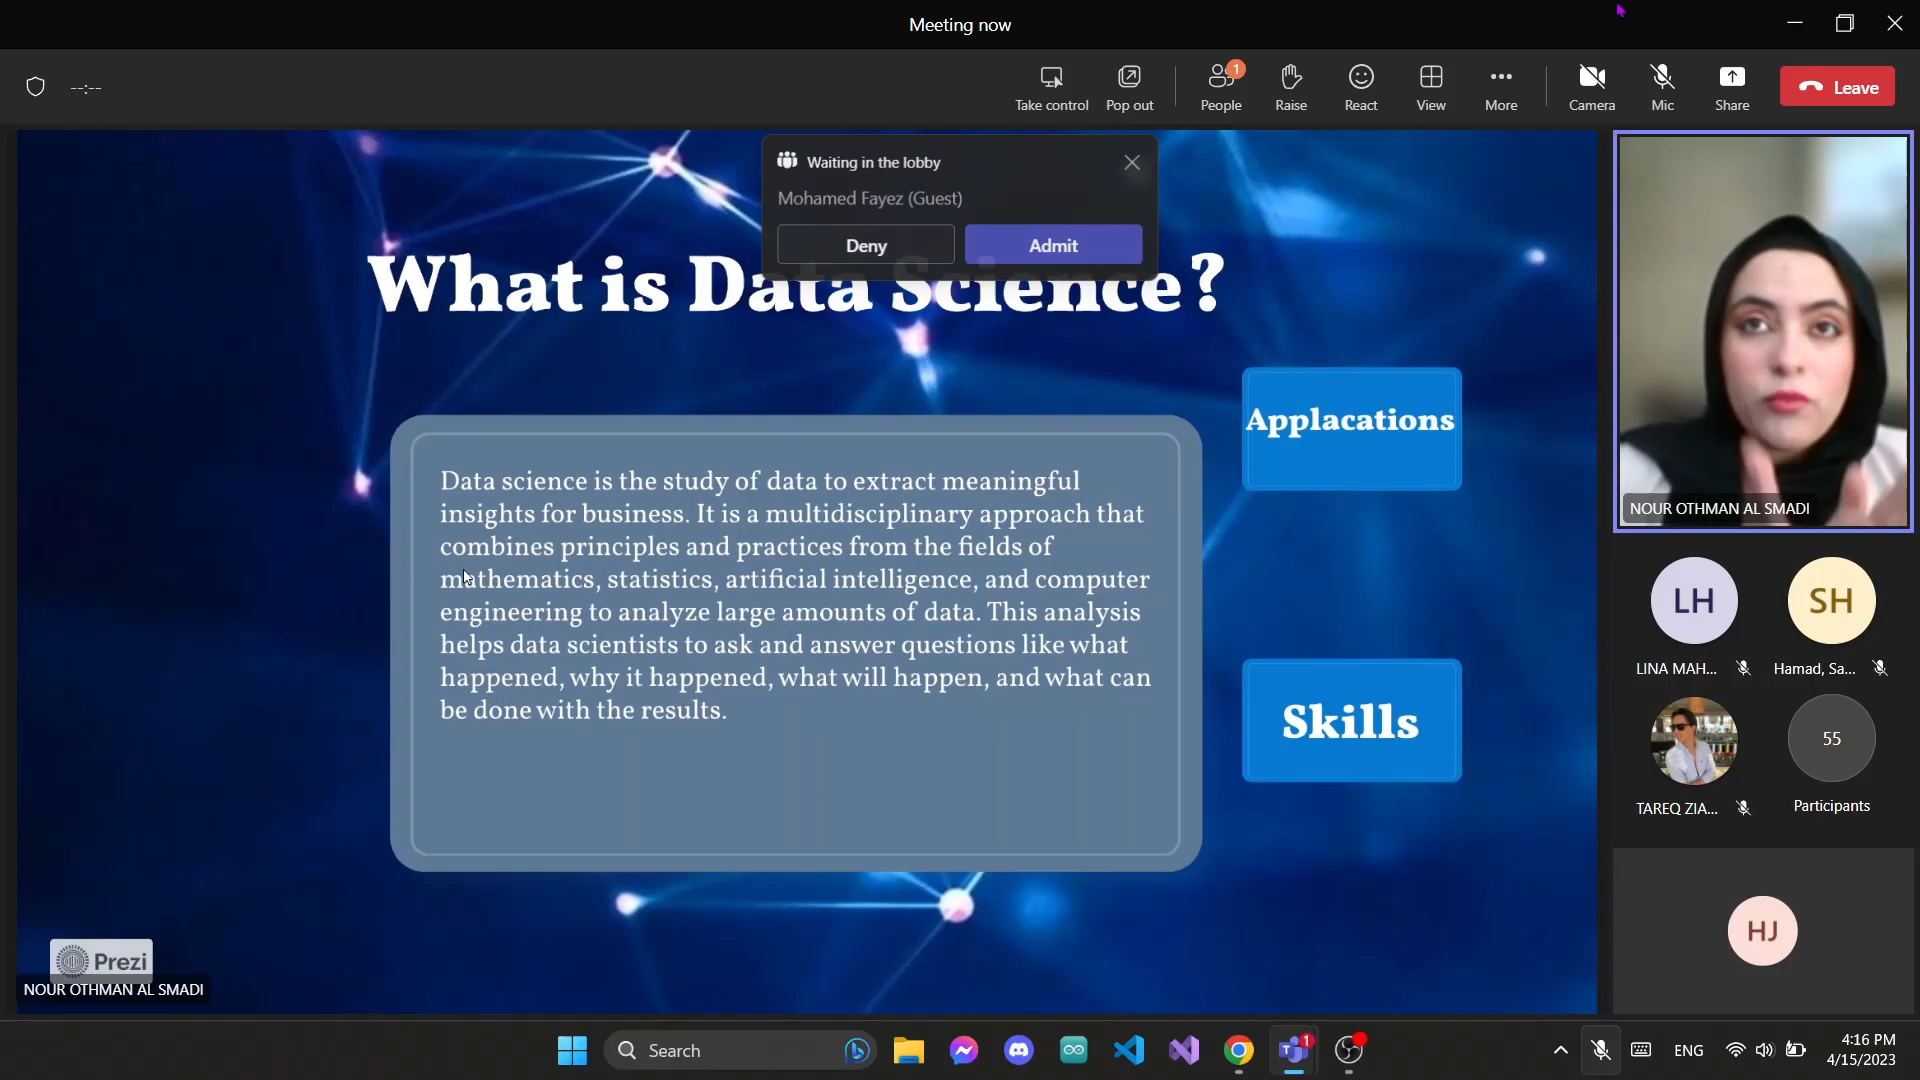 Meeting now
--:--
Take control
Pop out
1
People
Raise
React
View
More
Camera
Mic
Share
Leave
Waiting in the lobby
Mohamed Fayez (Guest)
Deny
Admit
What is Data Science?
Data science is the study of data to extract meaningful
insights for business. It is a multidisciplinary approach that
combines principles and practices from the fields of
mathematics, statistics, artificial intelligence, and computer
engineering to analyze large amounts of data. This analysis
helps data scientists to ask and answer questions like what
happened, why it happened, what will happen, and what can
be done with the results.
Applacations
Skills
Prezi
NOUR OTHMAN AL SMADI
NOUR OTHMAN AL SMADI
LH
SH
LINA MAH...
Hamad, Sa...
55
TAREQ ZIA...
Participants
HJ
Search
1
ENG
4:16 PM
4/15/2023